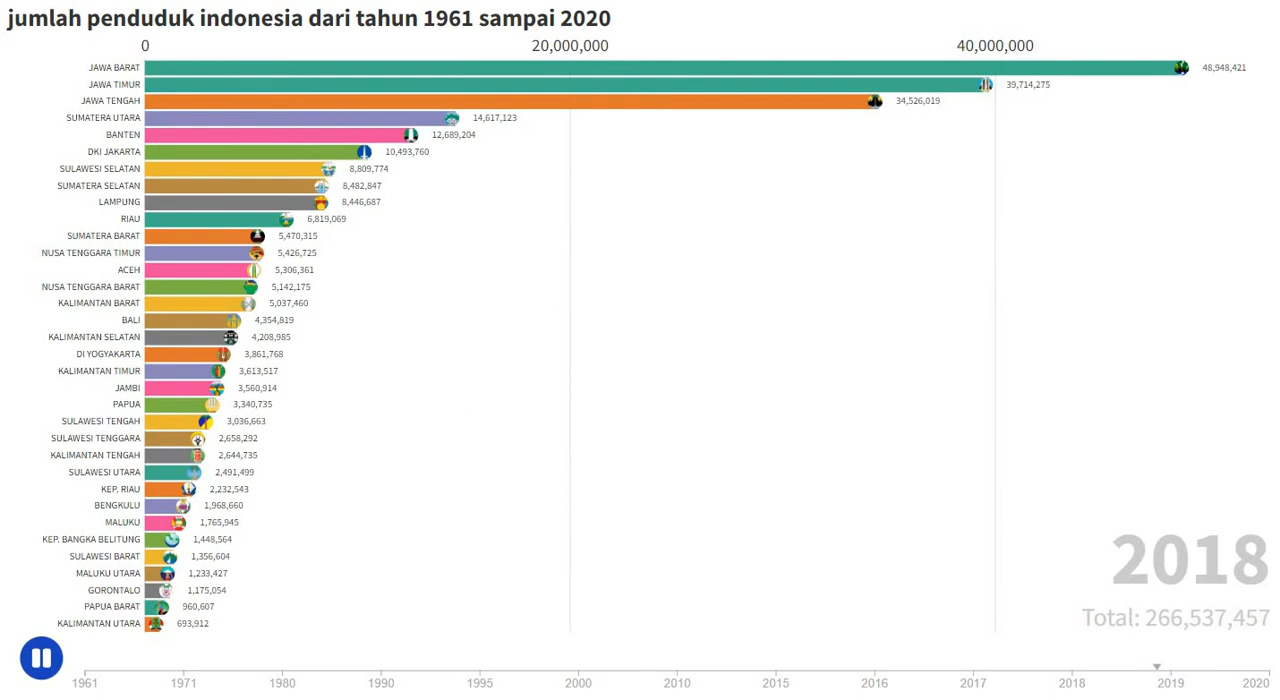 jumlah penduduk indonesia dari tahun 1961 sampai 2020
0 20,000,000 40,000,000
JAWA BARAT 48,948,421
JAWA TIMUR 39,714,275
JAWA TENGAH 34,526,019
SUMATERA UTARA 14,617,123
BANTEN 12,689,204
DKI JAKARTA 10,493,760
SULAWESI SELATAN 8,809,774
SUMATERA SELATAN 8,482,847
LAMPUNG 8,446,687
RIAU 6,819,069
SUMATERA BARAT 5,470,315
NUSA TENGGARA TIMUR 5,426,725
ACEH 5,306,361
NUSA TENGGARA BARAT 5,142,175
KALIMANTAN BARAT 5,037,460
BALI 4,354,819
KALIMANTAN SELATAN 4,208,985
DI YOGYAKARTA 3,861,768
KALIMANTAN TIMUR 3,613,517
JAMBI 3,560,914
PAPUA 3,340,735
SULAWESI TENGAH 3,036,663
SULAWESI TENGGARA 2,658,292
KALIMANTAN TENGAH 2,644,735
SULAWESI UTARA 2,491,499
KEP. RIAU 2,232,543
BENGKULU 1,968,660
MALUKU 1,765,945
KEP. BANGKA BELITUNG 1,448,564
SULAWESI BARAT 1,356,604
MALUKU UTARA 1,233,427
GORONTALO 1,175,054
PAPUA BARAT 960,607
KALIMANTAN UTARA 693,912
2018
Total: 266,537,457
1961 1971 1980 1990 1995 2000 2010 2015 2016 2017 2018 2019 2020